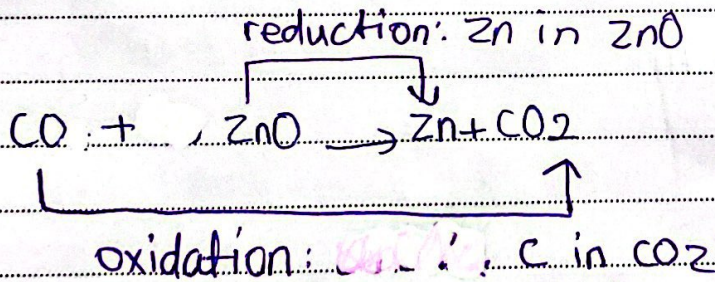 reduction: Zn in ZnO
CO + ZnO → Zn + CO2
oxidation: C in CO2